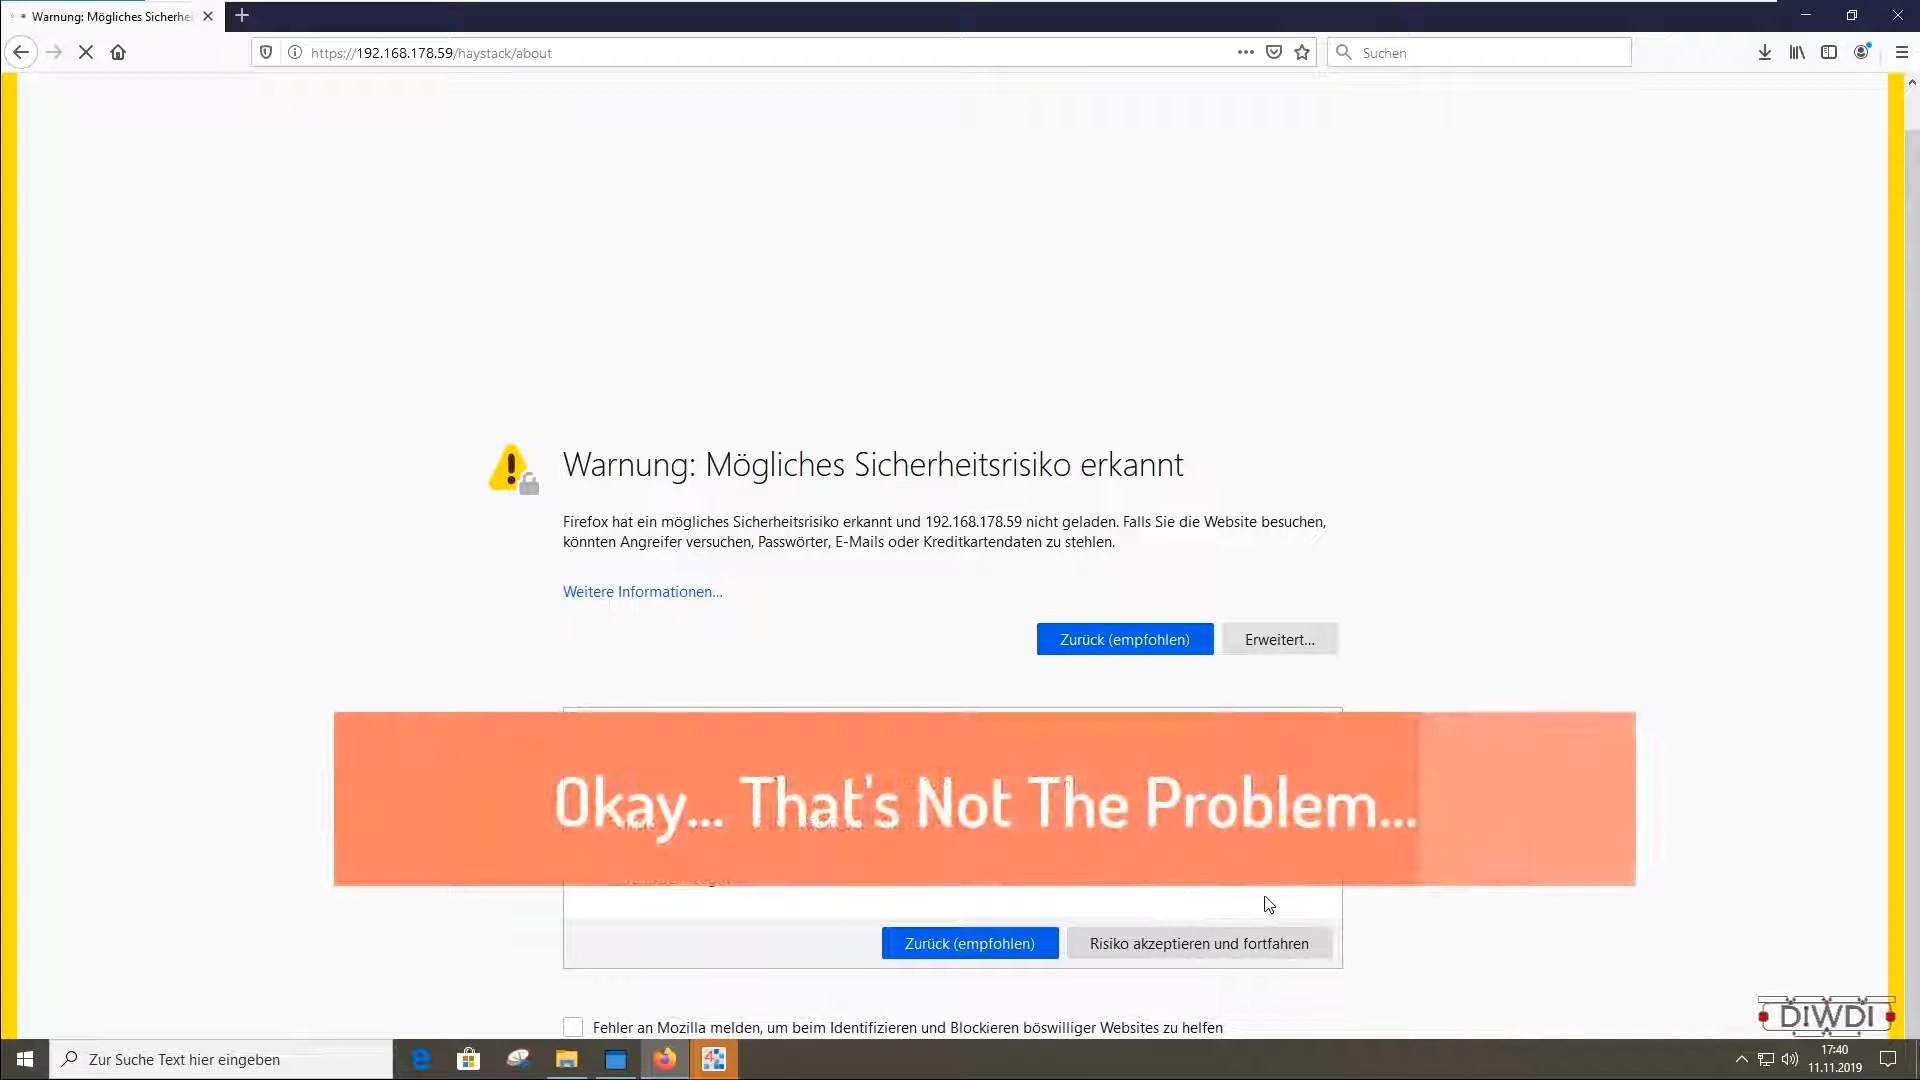 Warnung: Mögliches Sicherhei
https://192.168.178.59/haystack/about
Suchen
Warnung: Mögliches Sicherheitsrisiko erkannt
Firefox hat ein mögliches Sicherheitsrisiko erkannt und 192.168.178.59 nicht geladen. Falls Sie die Website besuchen,
könnten Angreifer versuchen, Passwörter, E-Mails oder Kreditkartendaten zu stehlen.
Weitere Informationen...
Zurück (empfohlen)
Erweitert...
Okay... That's Not The Problem...
Zurück (empfohlen)
Risiko akzeptieren und fortfahren
Fehler an Mozilla melden, um beim Identifizieren und Blockieren böswilliger Websites zu helfen
DIWDI
Zur Suche Text hier eingeben
17:40
11.11.2019